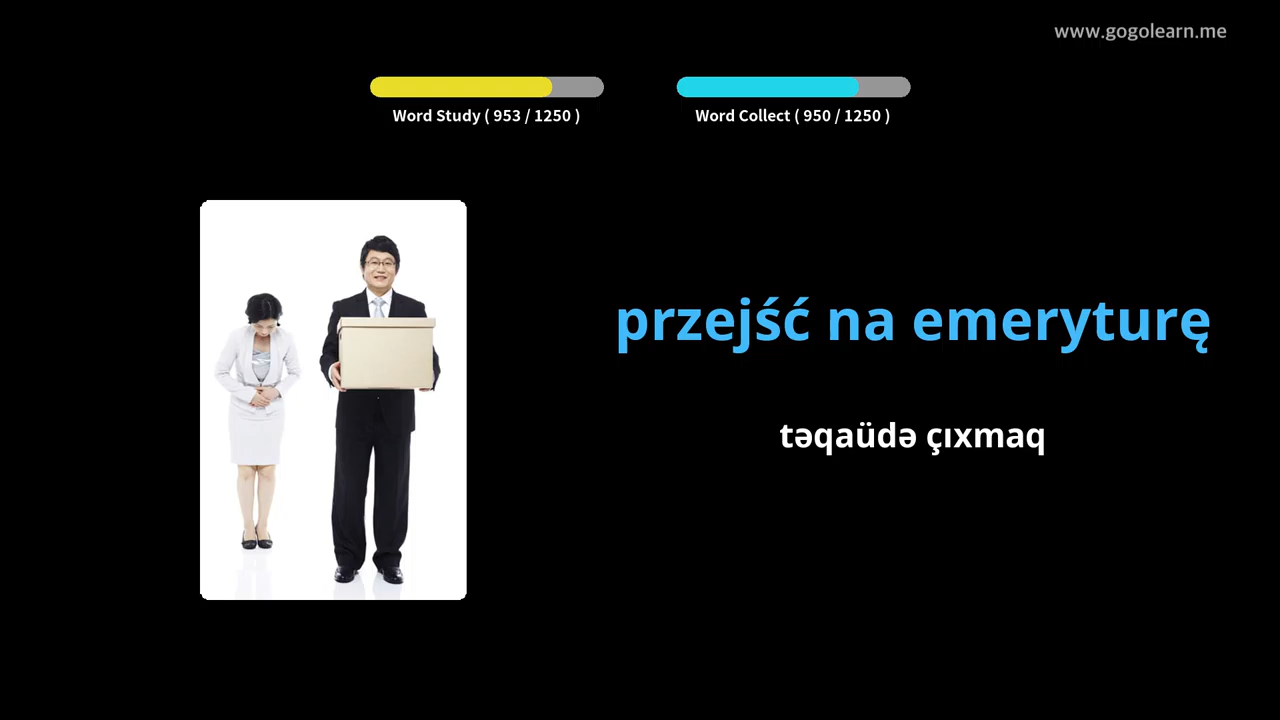 www.gogolearn.me
Word Study ( 953 / 1250 )
Word Collect ( 950 / 1250 )
przejść na emeryturę
təqaüdə çıxmaq